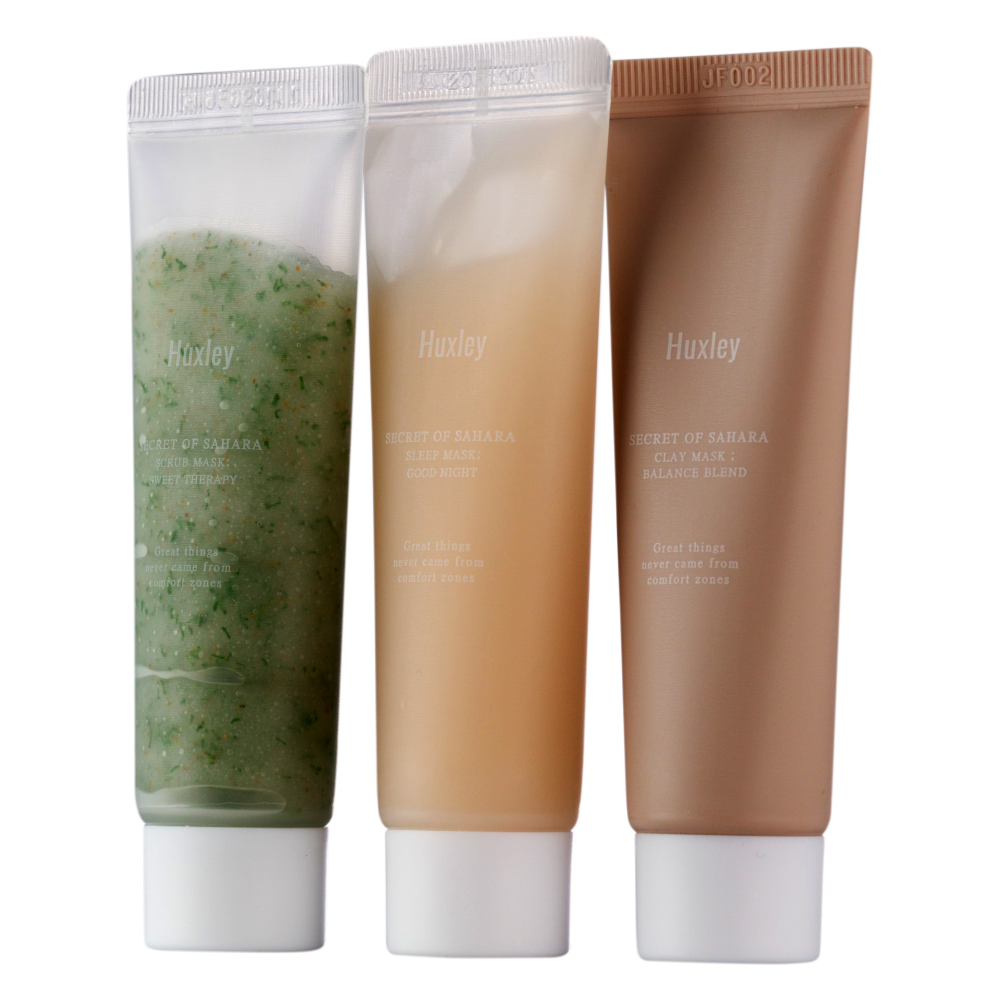 JF002
Huxley
SECRET OF SAHARA
SCRUB MASK;
SWEET THERAPY
Great things
never came from
comfort zones
Huxley
SECRET OF SAHARA
SLEEP MASK;
GOOD NIGHT
Great things
never came from
comfort zones
Huxley
SECRET OF SAHARA
CLAY MASK ;
BALANCE BLEND
Great things
never came from
comfort zones